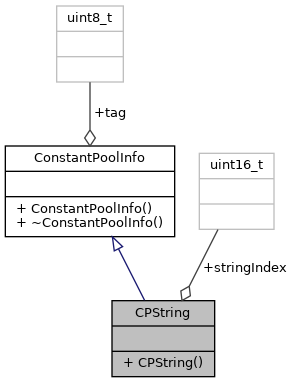 uint8_t
+tag
ConstantPoolInfo
+ ConstantPoolInfo()
+ ~ConstantPoolInfo()
uint16_t
+stringIndex
CPString
+ CPString()